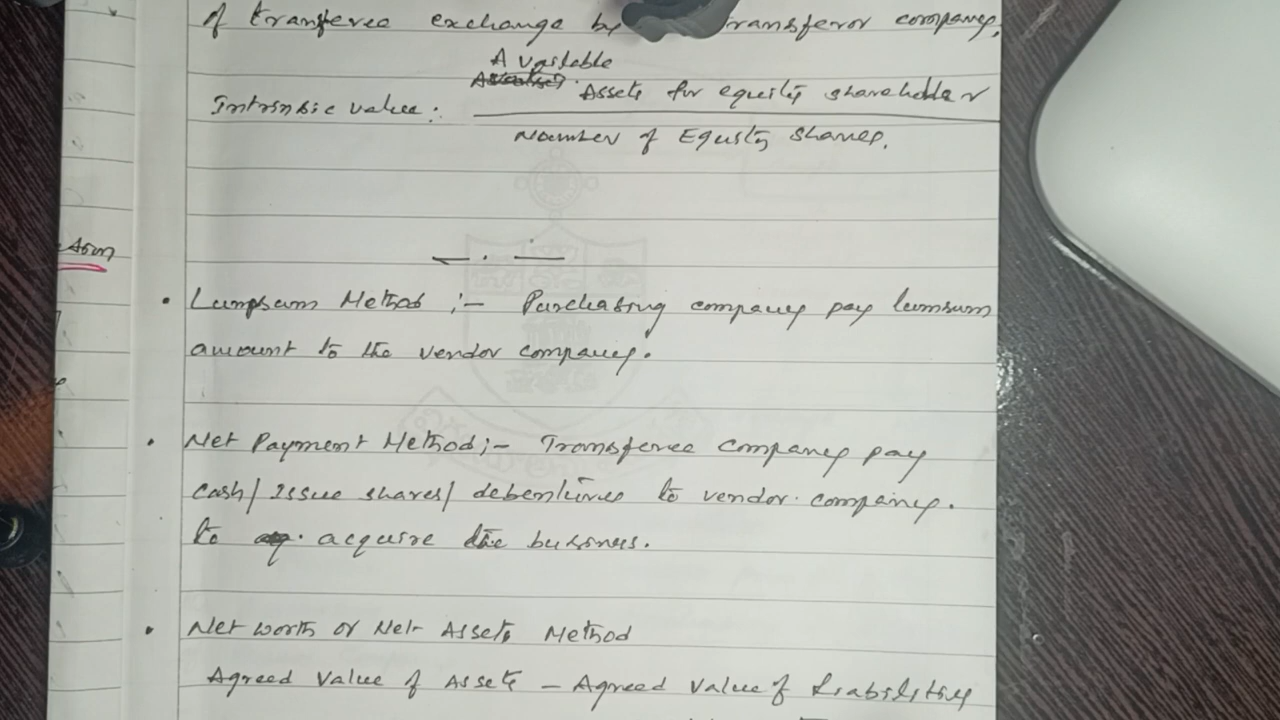 of transferee exchange by transferor company.
Available
Intrinsic value : Assets for equity shareholder
Number of Equity shares.
Lumpsum Method :- Purchasing company pay lumsum
amount to the vendor company.
Net Payment Method :- Transferee Company pay
cash/ Issue shares/ debentures to vendor company.
to acquire the business.
Net worth or Net Assets Method
Agreed Value of Assets - Agreed Value of Liabilities